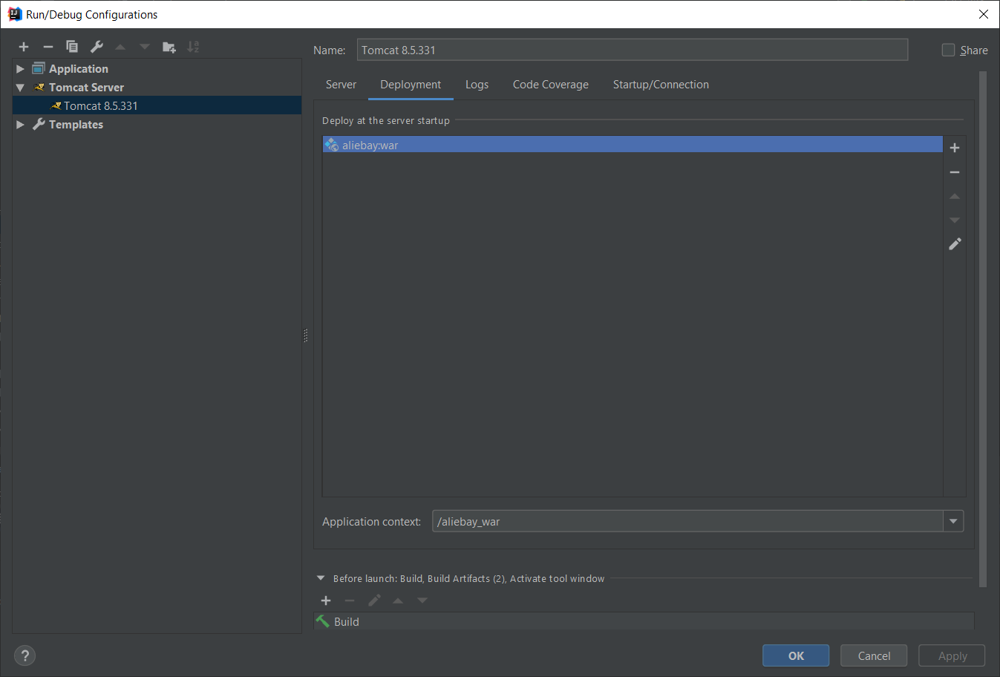 Run/Debug Configurations
Name: Tomcat 8.5.331 Share
Application
Tomcat Server
Tomcat 8.5.331
Templates
Server Deployment Logs Code Coverage Startup/Connection
Deploy at the server startup
aliebay:war
Application context: /aliebay_war
Before launch: Build, Build Artifacts (2), Activate tool window
Build
? OK Cancel Apply